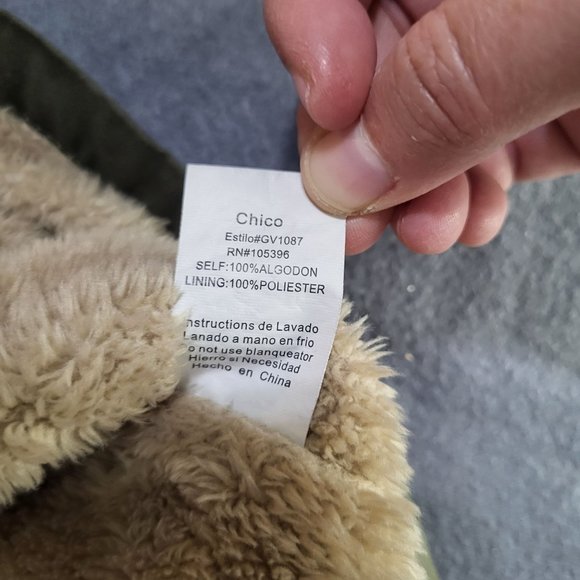 Chico
Estilo#GV1087
RN#105396
SELF:100%ALGODON
LINING:100%POLIESTER
nstructions de Lavado
Lanado a mano en frio
o not use blanqueator
Hierro si Necesidad
Hecho en China